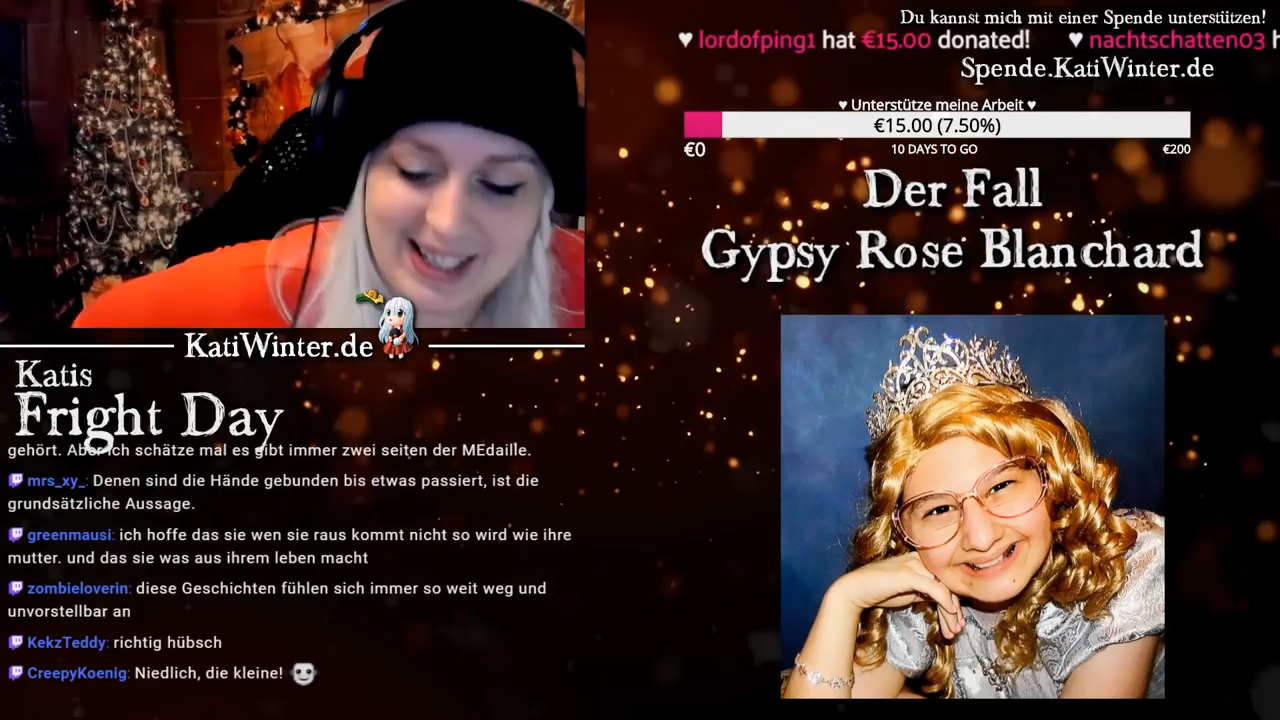 Du kannst mich mit einer Spende unterstützen!
♥ lordofping1 hat €15.00 donated! ♥ nachtschatten03 h
Spende.KatiWinter.de
♥ Unterstütze meine Arbeit ♥
€15.00 (7.50%)
€0 10 DAYS TO GO €200
Der Fall
Gypsy Rose Blanchard
KatiWinter.de
Katis
Fright Day
gehört. Aber ich schätze mal es gibt immer zwei seiten der MEdaille.
mrs_xy_: Denen sind die Hände gebunden bis etwas passiert, ist die
grundsätzliche Aussage.
greenmausi: ich hoffe das sie wen sie raus kommt nicht so wird wie ihre
mutter. und das sie was aus ihrem leben macht
zombieloverin: diese Geschichten fühlen sich immer so weit weg und
unvorstellbar an
KekzTeddy: richtig hübsch
CreepyKoenig: Niedlich, die kleine!